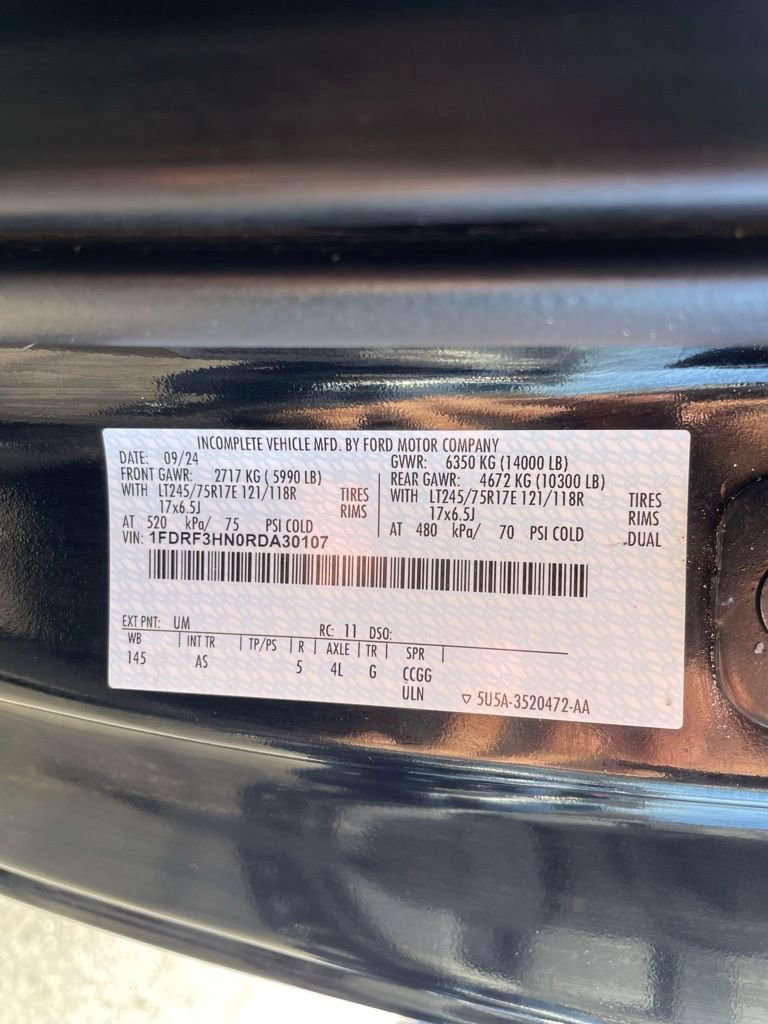 INCOMPLETE VEHICLE MFD. BY FORD MOTOR COMPANY
DATE: 09/24 GVWR: 6350 KG (14000 LB)
FRONT GAWR: 2717 KG ( 5990 LB) REAR GAWR: 4672 KG (10300 LB)
WITH LT245/75R17E 121/118R TIRES WITH LT245/75R17E 121/118R TIRES
17x6.5J RIMS 17x6.5J RIMS
AT 520 kPa/ 75 PSI COLD AT 480 kPa/ 70 PSI COLD DUAL
VIN: 1FDRF3HN0RDA30107
EXT PNT: UM RC: 11 DSO:
WB INT TR TP/PS R AXLE TR SPR
145 AS 5 4L G CCGG
ULN ▽ 5U5A-3520472-AA